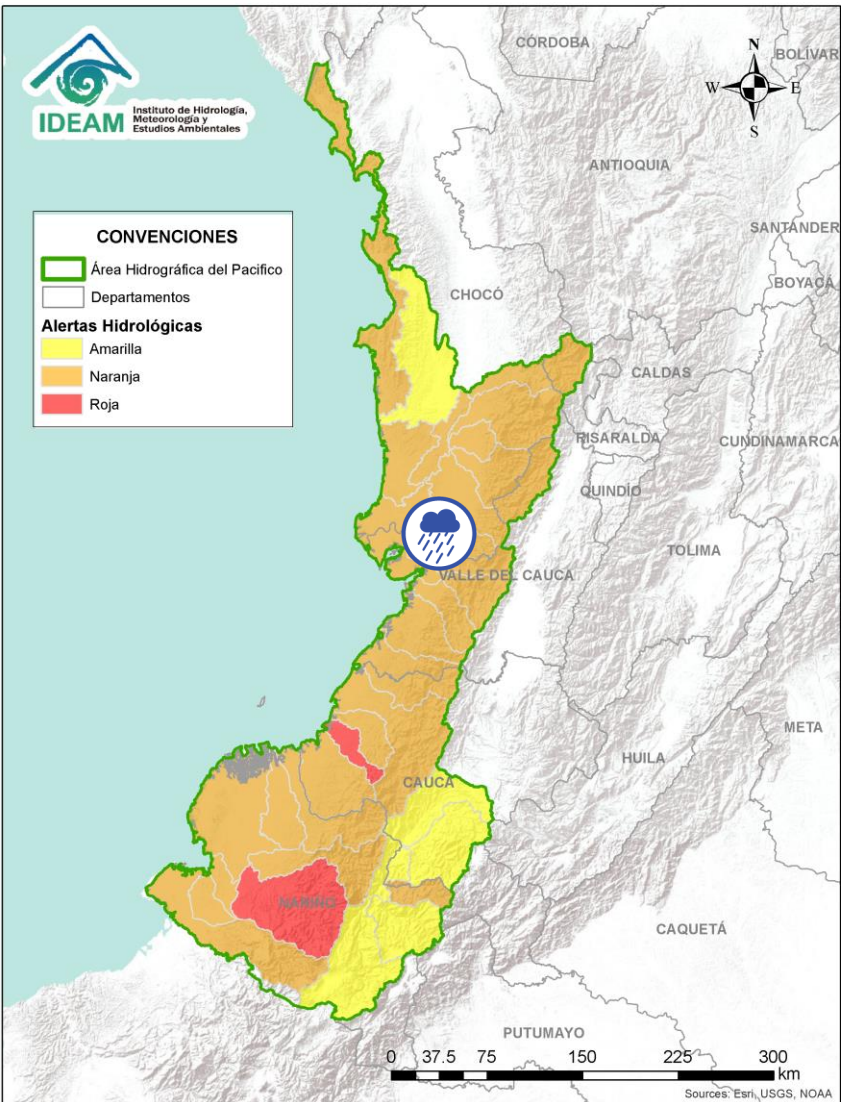 IDEAM
Instituto de Hidrología,
Meteorología y
Estudios Ambientales
CÓRDOBA
BOLIVAR
N
W
E
S
ANTIOQUIA
SANTANDER
CONVENCIONES
Área Hidrográfica del Pacifico
Departamentos
Alertas Hidrológicas
Amarilla
Naranja
Roja
BOYACÁ
CHOCÓ
CALDAS
RISARALDA
CUNDINAMARCA
QUINDÍO
TOLIMA
VALLE DEL CAUCA
META
HUILA
CAUCA
NARIÑO
CAQUETÁ
PUTUMAYO
0 37.5 75 150 225 300
km
Sources: Esri, USGS, NOAA